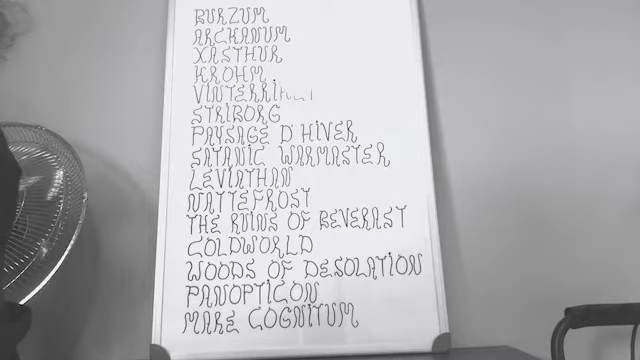 BURZUM
ARCKANUM
XASTHUR
KROHM
STRIBORG
PAYSAGE D'HIVER
SATANIC WARMASTER
LEVIATHAN
NATTEFROST
THE RUINS OF BEVERAST
COLDWORLD
WOODS OF DESOLATION
PANOPTICON
MARE COGNITUM